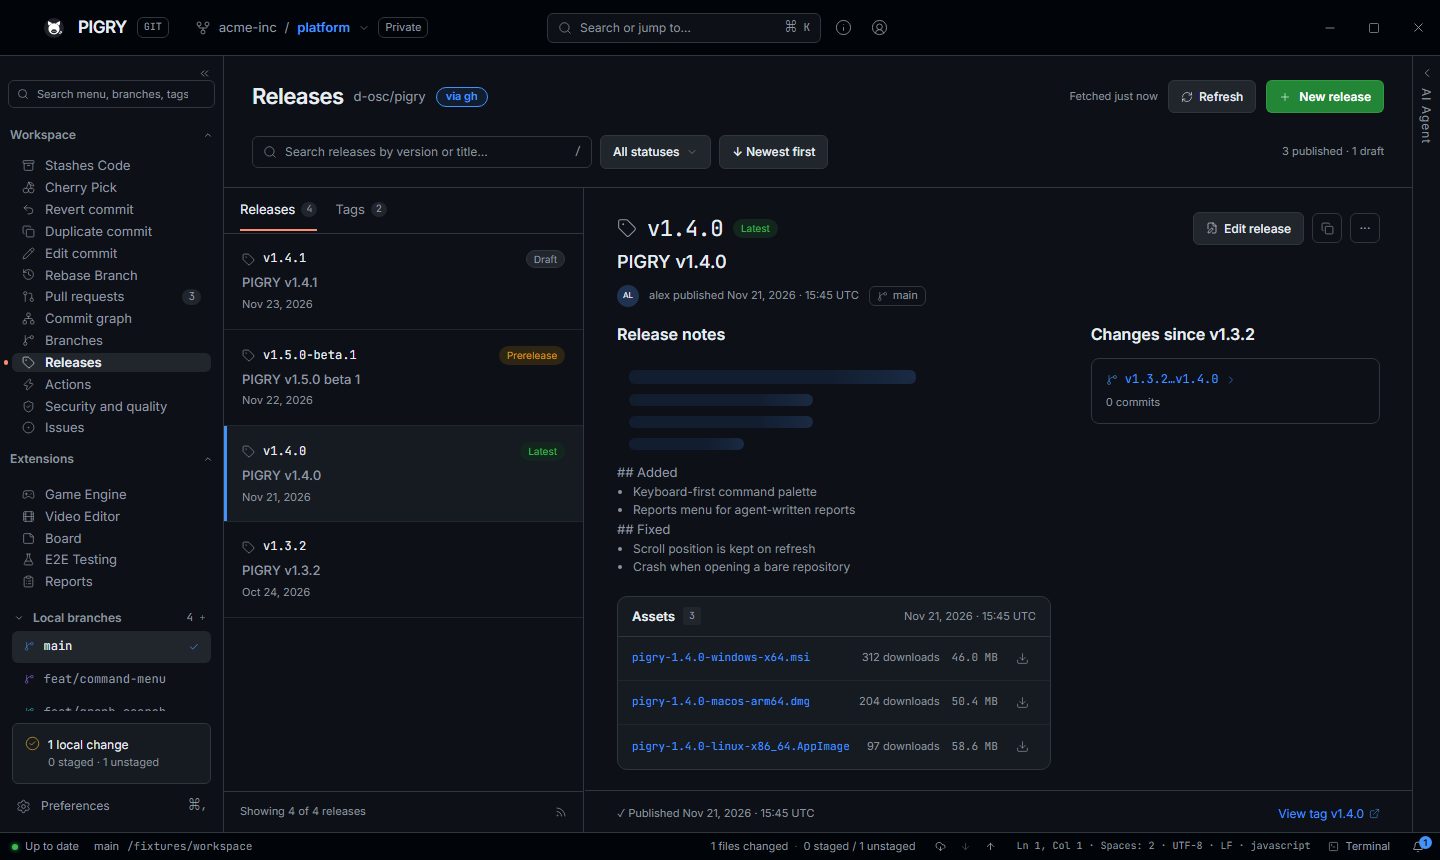 PIGRY GIT acme-inc / platform Private
Search or jump to... ⌘ K
Search menu, branches, tags
Workspace
Stashes Code
Cherry Pick
Revert commit
Duplicate commit
Edit commit
Rebase Branch
Pull requests 3
Commit graph
Branches
Releases
Actions
Security and quality
Issues
Extensions
Game Engine
Video Editor
Board
E2E Testing
Reports
Local branches 4 +
main
feat/command-menu
1 local change
0 staged · 1 unstaged
Preferences ⌘,
Releases d-osc/pigry via gh
Fetched just now Refresh + New release
Search releases by version or title... /
All statuses
↓ Newest first
3 published · 1 draft
Releases 4 Tags 2
v1.4.1 Draft
PIGRY v1.4.1
Nov 23, 2026
v1.5.0-beta.1 Prerelease
PIGRY v1.5.0 beta 1
Nov 22, 2026
v1.4.0 Latest
PIGRY v1.4.0
Nov 21, 2026
v1.3.2
PIGRY v1.3.2
Oct 24, 2026
Showing 4 of 4 releases
v1.4.0 Latest
Edit release ...
PIGRY v1.4.0
AL alex published Nov 21, 2026 · 15:45 UTC main
Release notes
## Added
• Keyboard-first command palette
• Reports menu for agent-written reports
## Fixed
• Scroll position is kept on refresh
• Crash when opening a bare repository
Assets 3 Nov 21, 2026 · 15:45 UTC
pigry-1.4.0-windows-x64.msi 312 downloads 46.0 MB
pigry-1.4.0-macos-arm64.dmg 204 downloads 50.4 MB
pigry-1.4.0-linux-x86_64.AppImage 97 downloads 58.6 MB
Changes since v1.3.2
v1.3.2…v1.4.0
0 commits
✓ Published Nov 21, 2026 · 15:45 UTC
View tag v1.4.0
AI Agent
Up to date main /fixtures/workspace
1 files changed · 0 staged / 1 unstaged
Ln 1, Col 1 · Spaces: 2 · UTF-8 · LF · javascript
Terminal 1